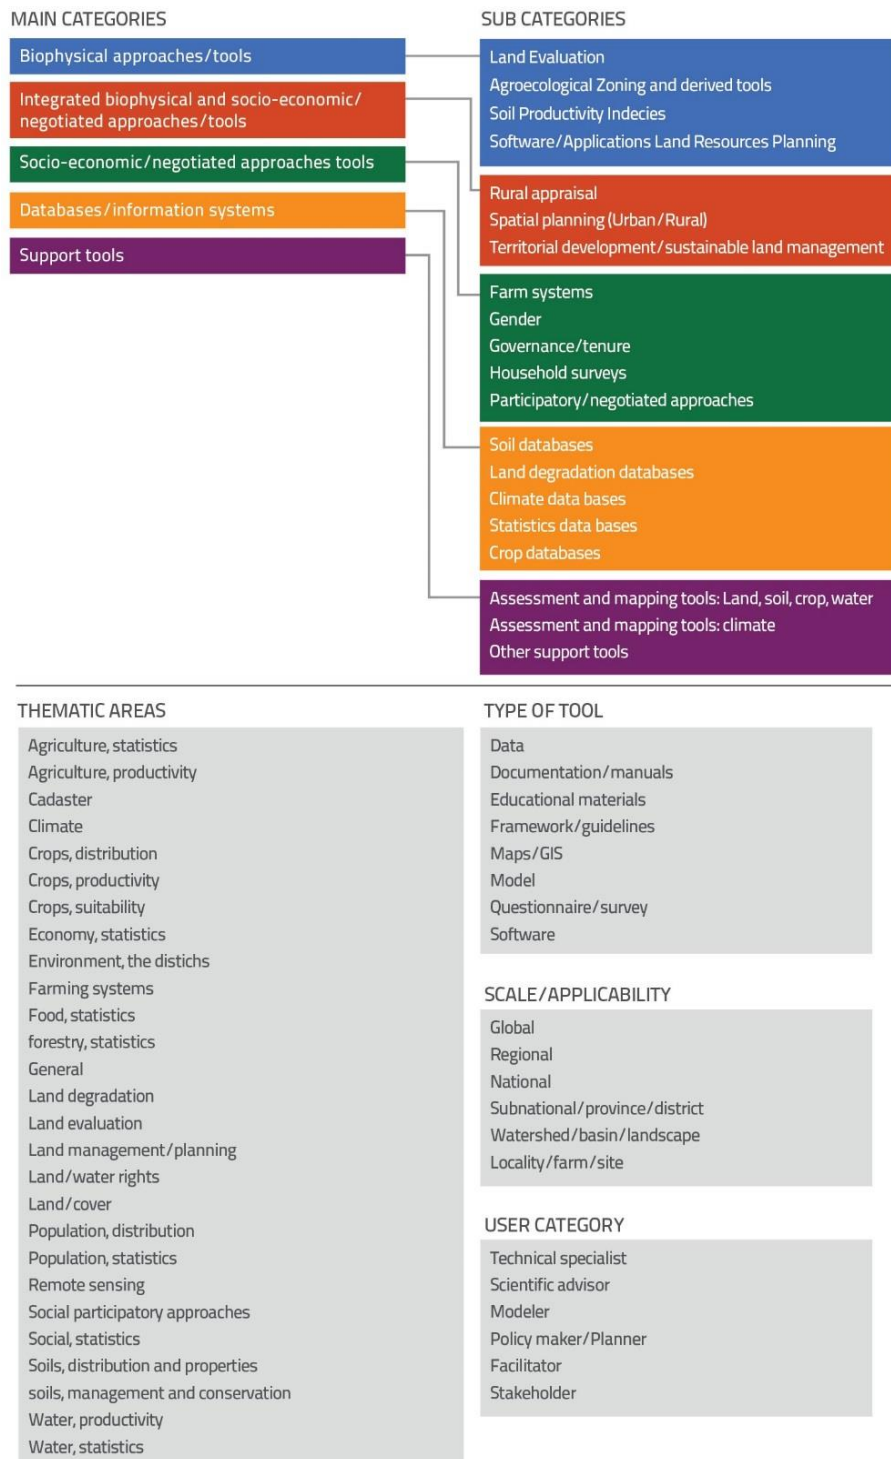 MAIN CATEGORIES
Biophysical approaches/tools
Integrated biophysical and socio-economic/
negotiated approaches/tools
Socio-economic/negotiated approaches tools
Databases/information systems
Support tools
SUB CATEGORIES
Land Evaluation
Agroecological Zoning and derived tools
Soil Productivity Indecies
Software/Applications Land Resources Planning
Rural appraisal
Spatial planning (Urban/Rural)
Territorial development/sustainable land management
Farm systems
Gender
Governance/tenure
Household surveys
Participatory/negotiated approaches
Soil databases
Land degradation databases
Climate data bases
Statistics data bases
Crop databases
Assessment and mapping tools: Land, soil, crop, water
Assessment and mapping tools: climate
Other support tools
THEMATIC AREAS
Agriculture, statistics
Agriculture, productivity
Cadaster
Climate
Crops, distribution
Crops, productivity
Crops, suitability
Economy, statistics
Environment, the distichs
Farming systems
Food, statistics
forestry, statistics
General
Land degradation
Land evaluation
Land management/planning
Land/water rights
Land/cover
Population, distribution
Population, statistics
Remote sensing
Social participatory approaches
Social, statistics
Soils, distribution and properties
soils, management and conservation
Water, productivity
Water, statistics
TYPE OF TOOL
Data
Documentation/manuals
Educational materials
Framework/guidelines
Maps/GIS
Model
Questionnaire/survey
Software
SCALE/APPLICABILITY
Global
Regional
National
Subnational/province/district
Watershed/basin/landscape
Locality/farm/site
USER CATEGORY
Technical specialist
Scientific advisor
Modeler
Policy maker/Planner
Facilitator
Stakeholder